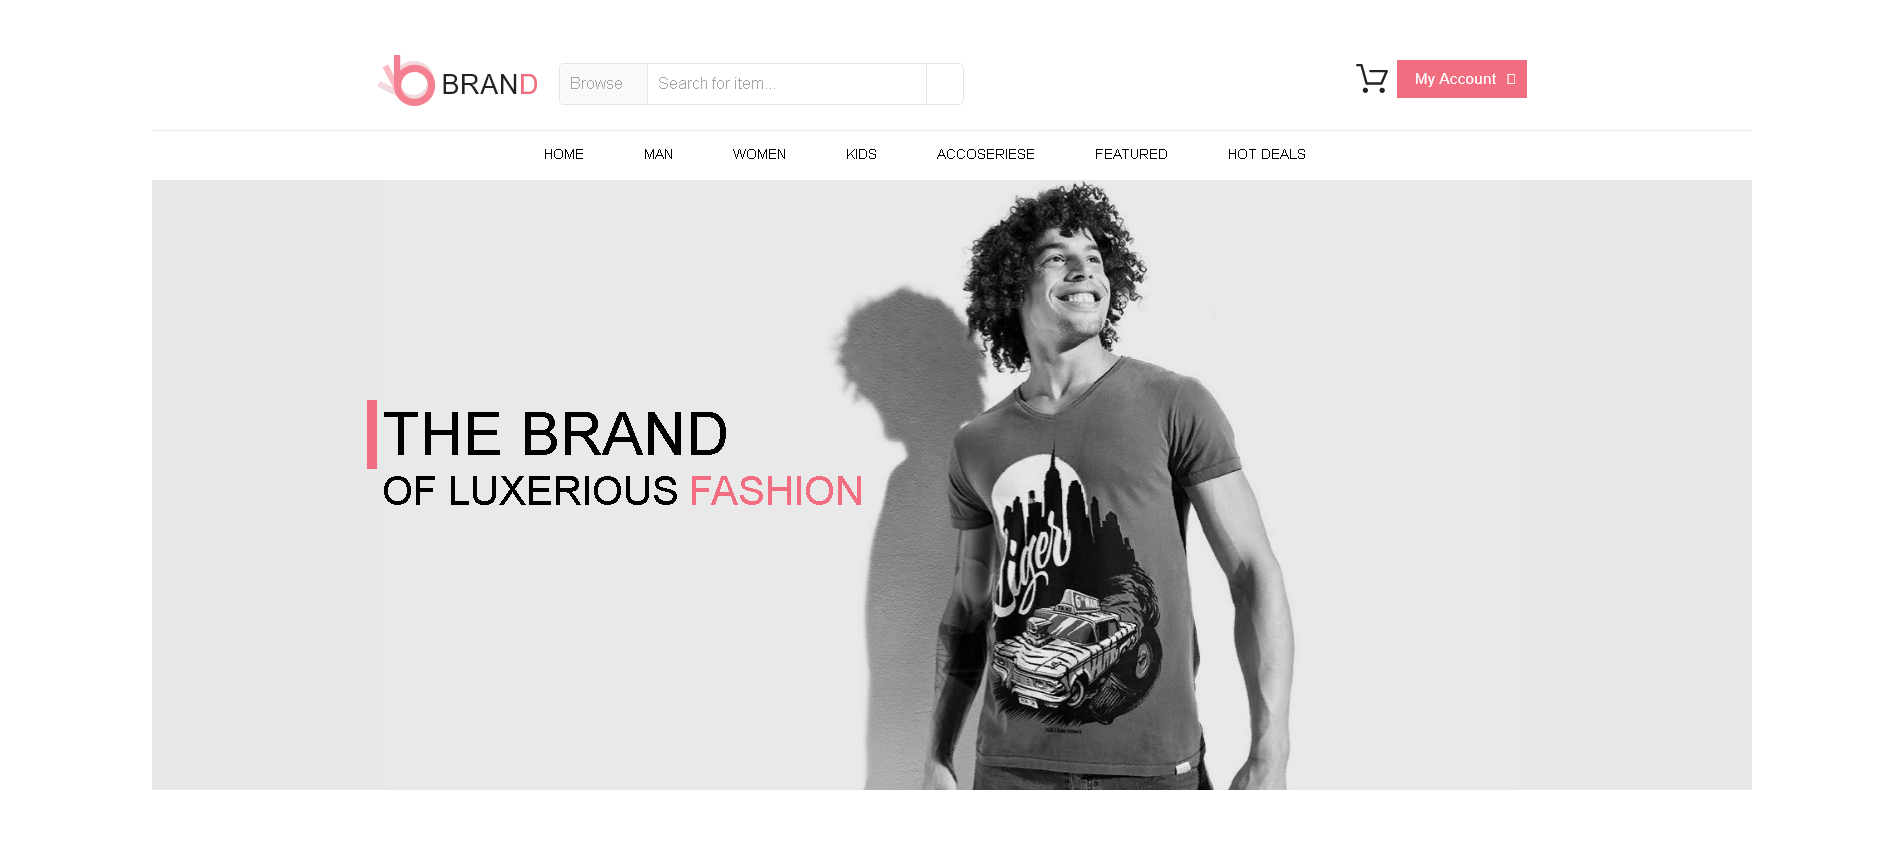 BRAND
Browse
Search for item...
My Account
HOME
MAN
WOMEN
KIDS
ACCOSERIESE
FEATURED
HOT DEALS
THE BRAND
OF LUXERIOUS FASHION
Liger